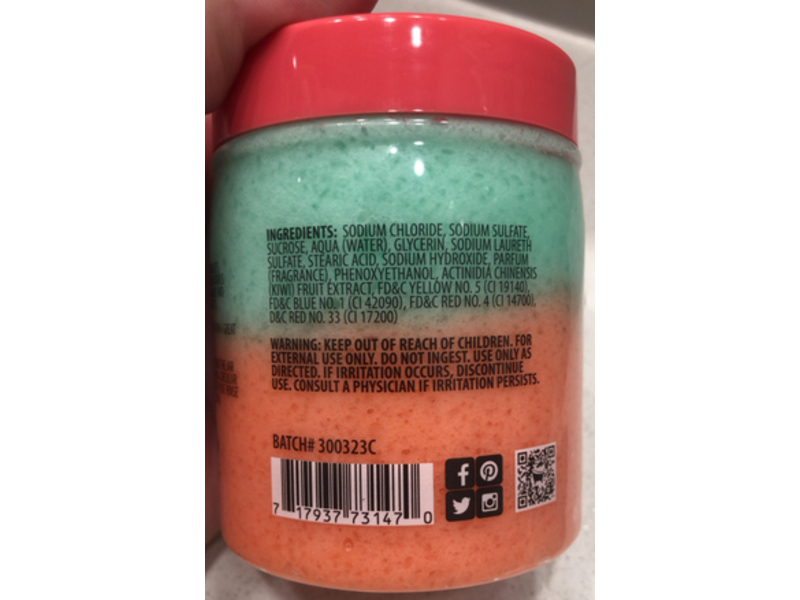 INGREDIENTS: SODIUM CHLORIDE, SODIUM SULFATE,
SUCROSE, AQUA (WATER), GLYCERIN, SODIUM LAURETH
SULFATE, STEARIC ACID, SODIUM HYDROXIDE, PARFUM
(FRAGRANCE), PHENOXYETHANOL, ACTINIDIA CHINENSIS
(KIWI) FRUIT EXTRACT, FD&C YELLOW NO. 5 (CI 19140),
FD&C BLUE NO. 1 (CI 42090), FD&C RED NO. 4 (CI 14700),
D&C RED NO. 33 (CI 17200)
WARNING: KEEP OUT OF REACH OF CHILDREN. FOR
EXTERNAL USE ONLY. DO NOT INGEST. USE ONLY AS
DIRECTED. IF IRRITATION OCCURS, DISCONTINUE
USE. CONSULT A PHYSICIAN IF IRRITATION PERSISTS.
BATCH# 300323C
7 17937 73147 0